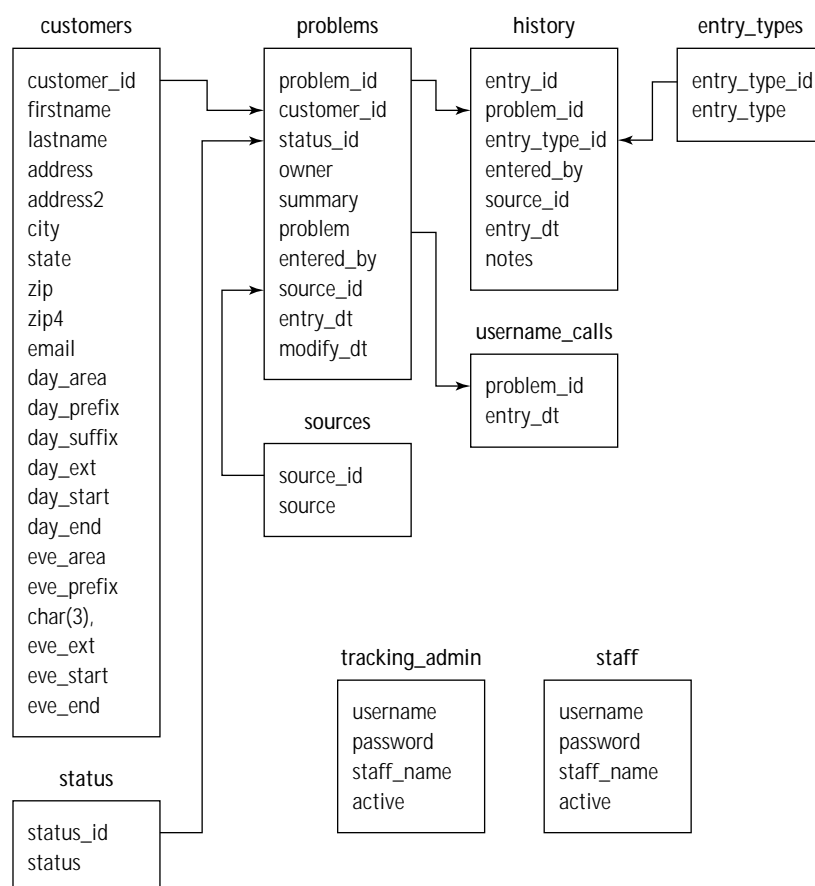 customers
customer_id
firstname
lastname
address
address2
city
state
zip
zip4
email
day_area
day_prefix
day_suffix
day_ext
day_start
day_end
eve_area
eve_prefix
char(3),
eve_ext
eve_start
eve_end
status
status_id
status
problems
problem_id
customer_id
status_id
owner
summary
problem
entered_by
source_id
entry_dt
modify_dt
sources
source_id
source
history
entry_id
problem_id
entry_type_id
entered_by
source_id
entry_dt
notes
username_calls
problem_id
entry_dt
entry_types
entry_type_id
entry_type
tracking_admin
username
password
staff_name
active
staff
username
password
staff_name
active